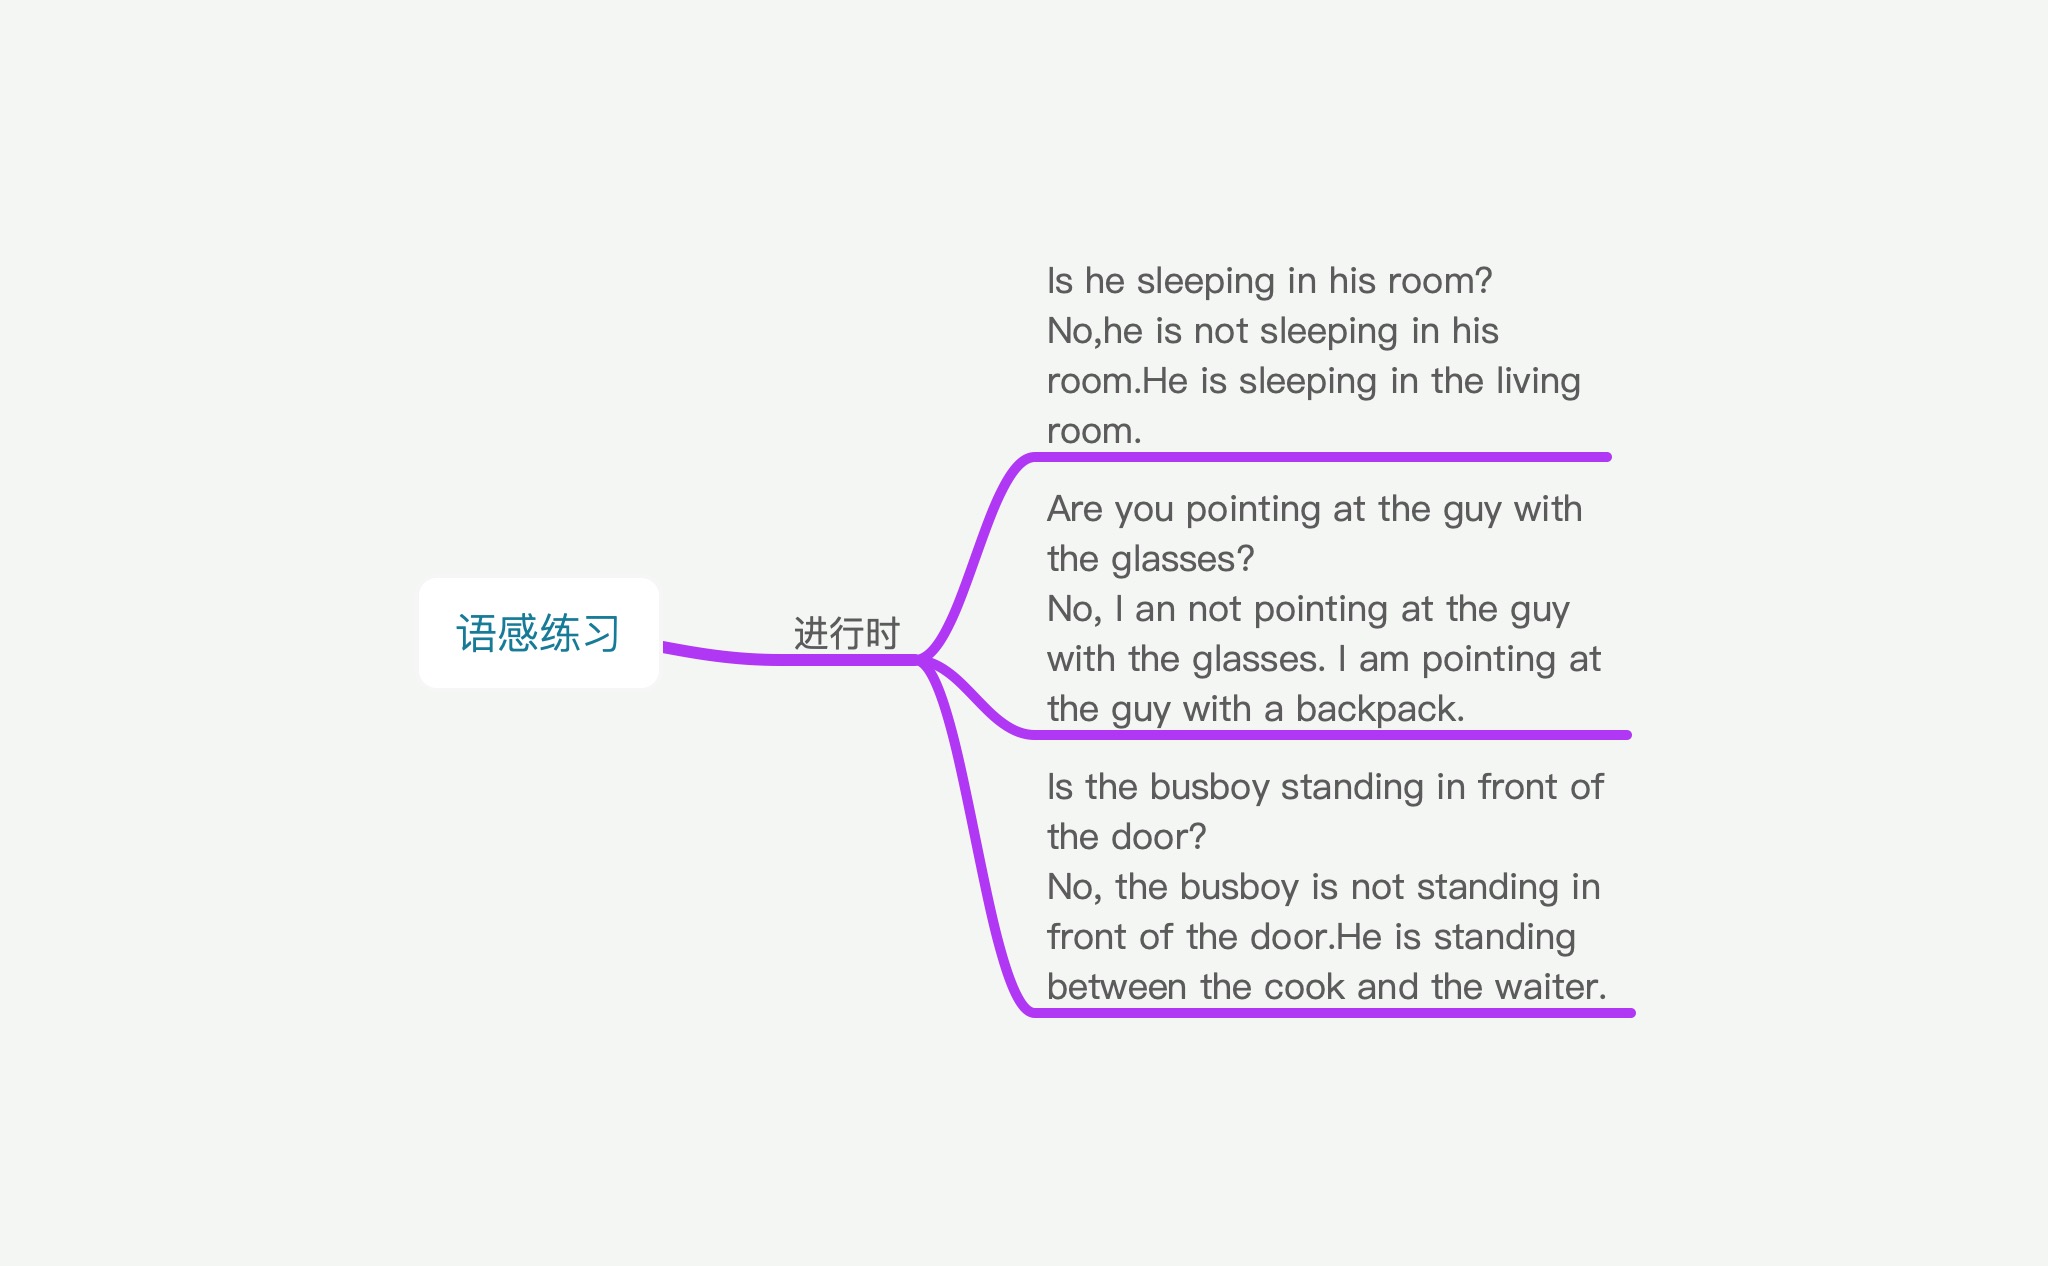 语感练习
进行时
Is he sleeping in his room?
No,he is not sleeping in his
room.He is sleeping in the living
room.
Are you pointing at the guy with
the glasses?
No, I an not pointing at the guy
with the glasses. I am pointing at
the guy with a backpack.
Is the busboy standing in front of
the door?
No, the busboy is not standing in
front of the door.He is standing
between the cook and the waiter.